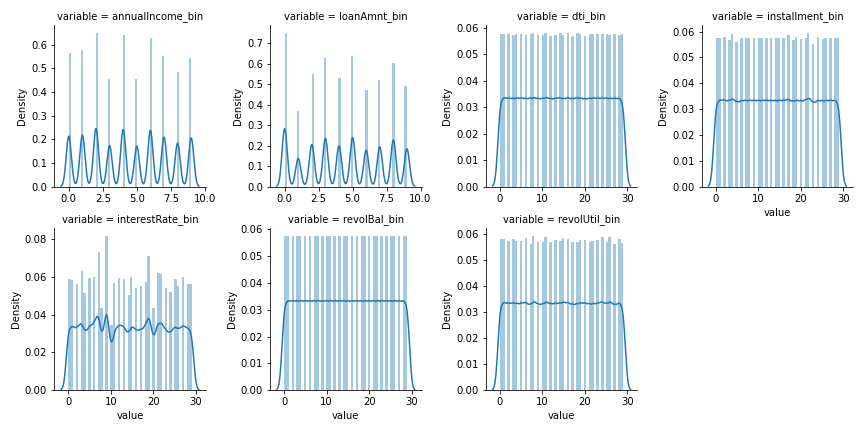 variable = annualIncome_bin
variable = loanAmnt_bin
variable = dti_bin
variable = installment_bin
Density
0.6
0.5
0.4
0.3
0.2
0.1
0.0
0.0 2.5 5.0 7.5 10.0
Density
0.7
0.6
0.5
0.4
0.3
0.2
0.1
0.0
0.0 2.5 5.0 7.5 10.0
Density
0.06
0.05
0.04
0.03
0.02
0.01
0.00
0 10 20 30
Density
0.06
0.05
0.04
0.03
0.02
0.01
0.00
0 10 20 30
value
variable = interestRate_bin
variable = revolBal_bin
variable = revolUtil_bin
Density
0.08
0.06
0.04
0.02
0.00
0 10 20 30
value
Density
0.06
0.05
0.04
0.03
0.02
0.01
0.00
0 10 20 30
value
Density
0.06
0.05
0.04
0.03
0.02
0.01
0.00
0 10 20 30
value